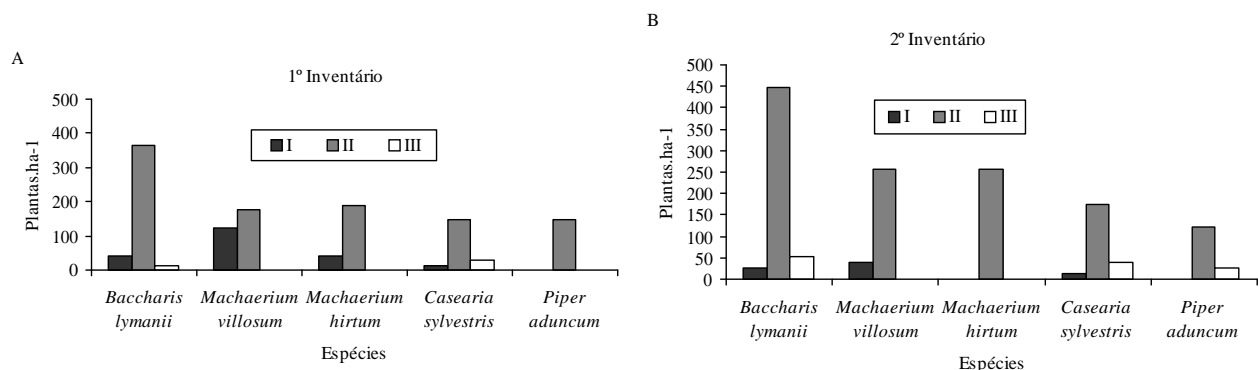 A
1º Inventário
500
400
300
200
100
0
Plantas.ha-1
I II III
Baccharis lymanii
Machaerium villosum
Machaerium hirtum
Casearia sylvestris
Piper aduncum
Espécies
B
2º Inventário
500
450
400
350
300
250
200
150
100
50
0
Plantas.ha-1
I II III
Baccharis lymanii
Machaerium villosum
Machaerium hirtum
Casearia sylvestris
Piper aduncum
Espécies